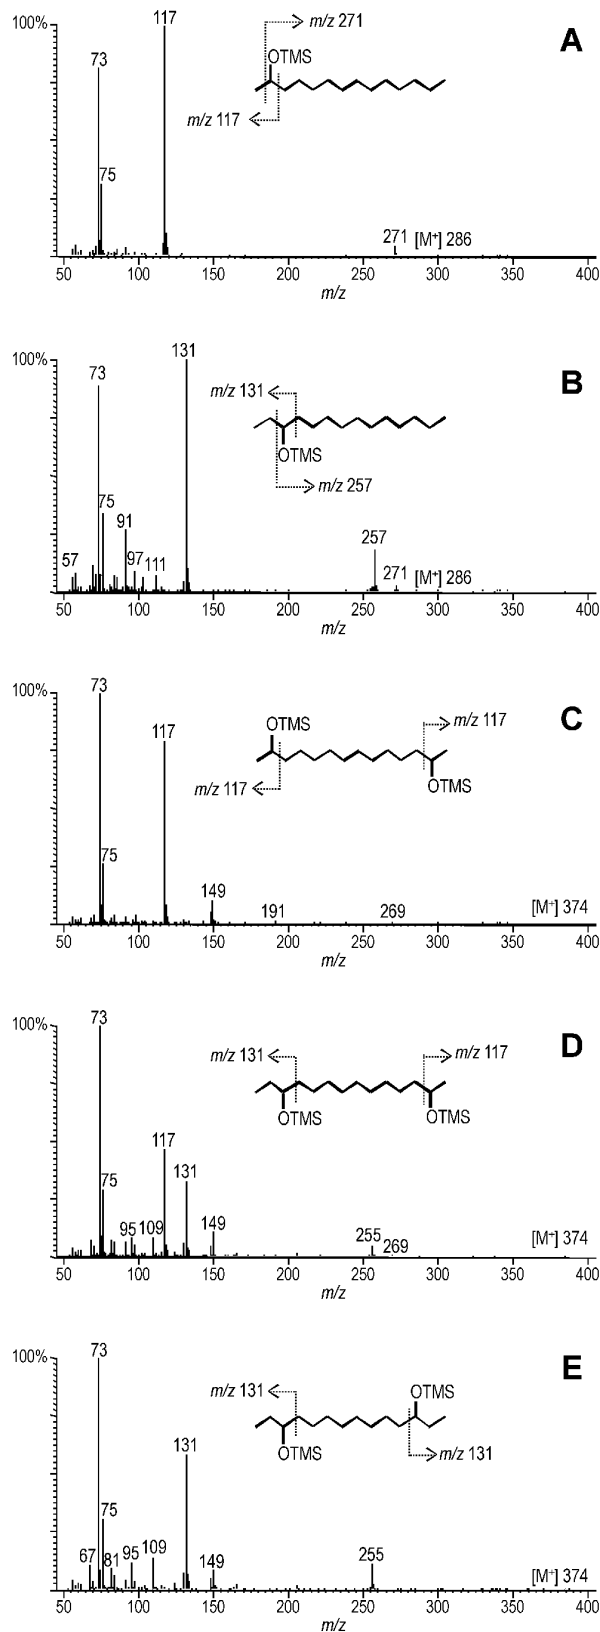 100%
117
m/z 271
A
73
OTMS
m/z 117
75
271 [M⁺] 286
50 100 150 200 250 300 350 400
m/z
100%
131
73
B
m/z 131
OTMS
m/z 257
75
91
257
57
97 111
271 [M⁺] 286
50 100 150 200 250 300 350 400
m/z
100%
73
C
OTMS
m/z 117
117
m/z 117
OTMS
75
149
191
269
[M⁺] 374
50 100 150 200 250 300 350 400
m/z
100%
73
D
m/z 131
m/z 117
OTMS
OTMS
117
75
131
95 109
149
255
269
[M⁺] 374
50 100 150 200 250 300 350 400
m/z
100%
73
E
m/z 131
OTMS
OTMS
m/z 131
131
75
67
81
95
109
149
255
[M⁺] 374
50 100 150 200 250 300 350 400
m/z